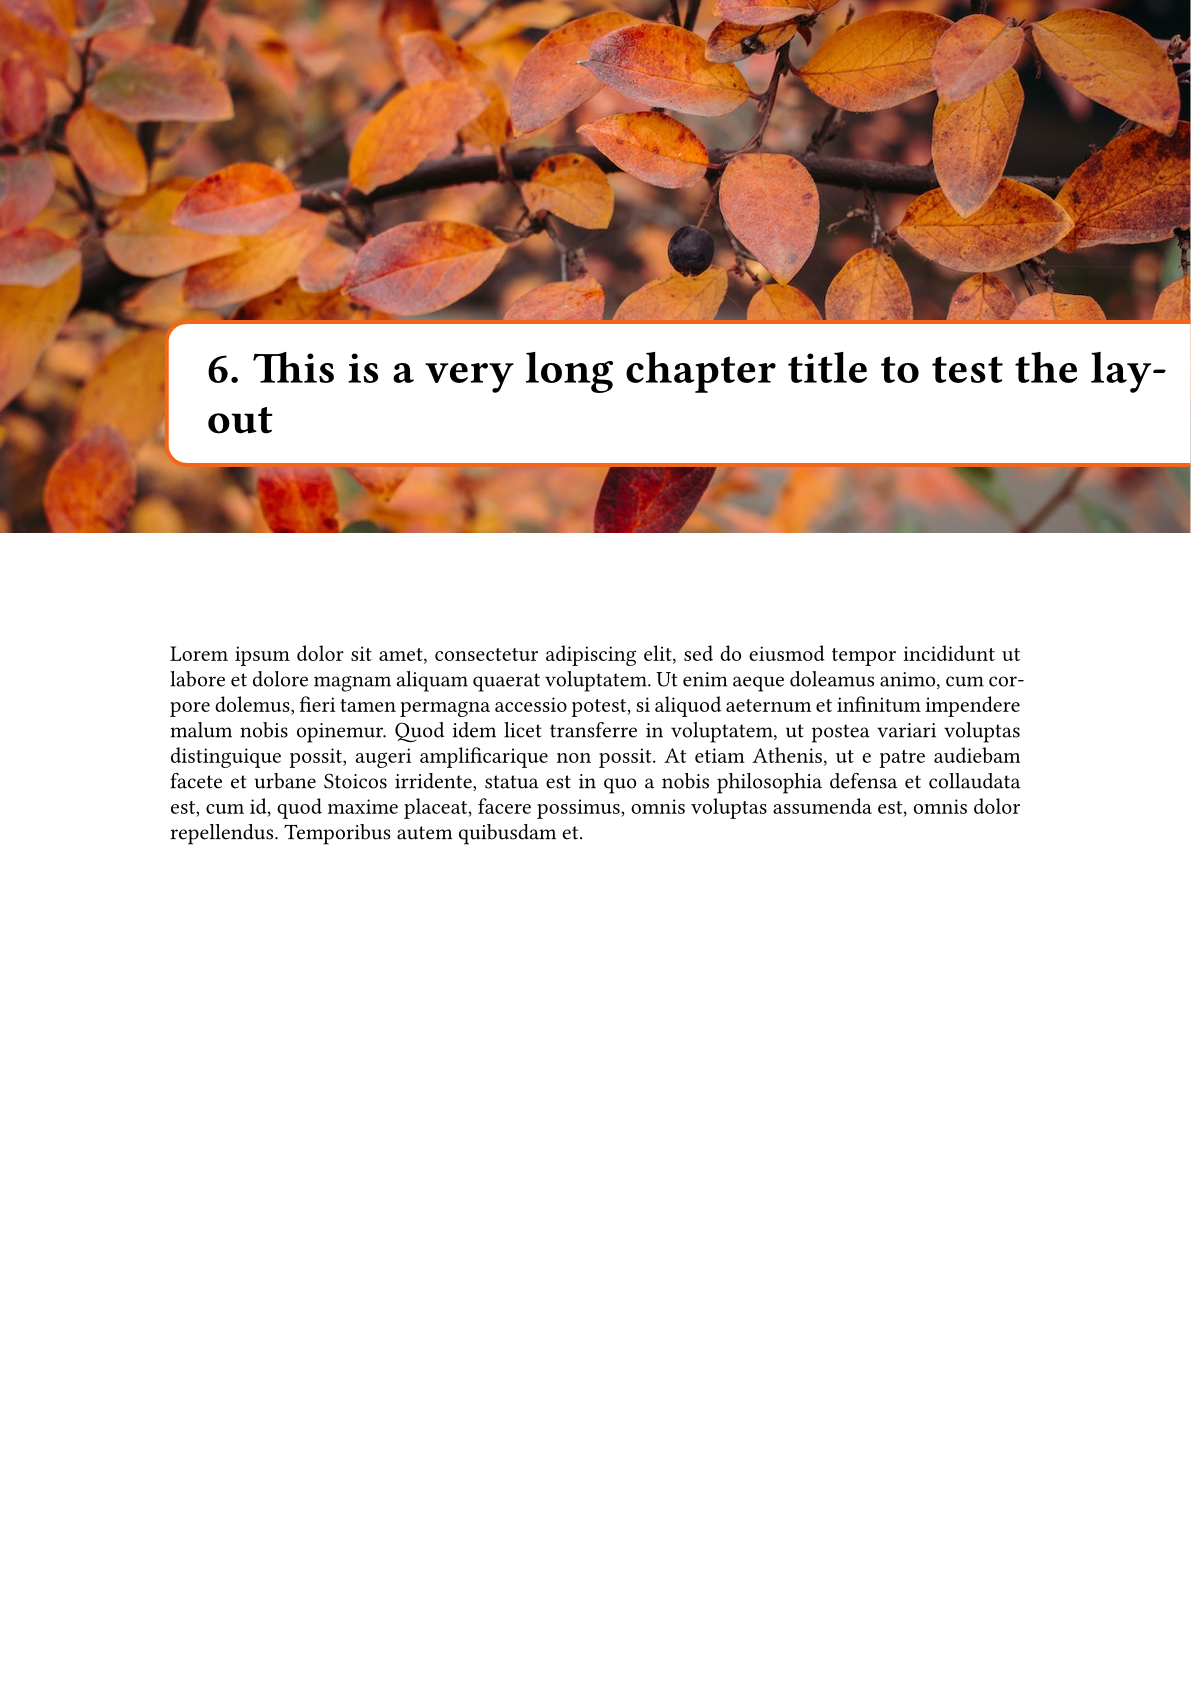 6. This is a very long chapter title to test the lay-
out
Lorem ipsum dolor sit amet, consectetur adipiscing elit, sed do eiusmod tempor incididunt ut
labore et dolore magnam aliquam quaerat voluptatem. Ut enim aeque doleamus animo, cum cor-
pore dolemus, fieri tamen permagna accessio potest, si aliquod aeternum et infinitum impendere
malum nobis opinemur. Quod idem licet transferre in voluptatem, ut postea variari voluptas
distinguique possit, augeri amplificarique non possit. At etiam Athenis, ut e patre audiebam
facete et urbane Stoicos irridente, statua est in quo a nobis philosophia defensa et collaudata
est, cum id, quod maxime placeat, facere possimus, omnis voluptas assumenda est, omnis dolor
repellendus. Temporibus autem quibusdam et.